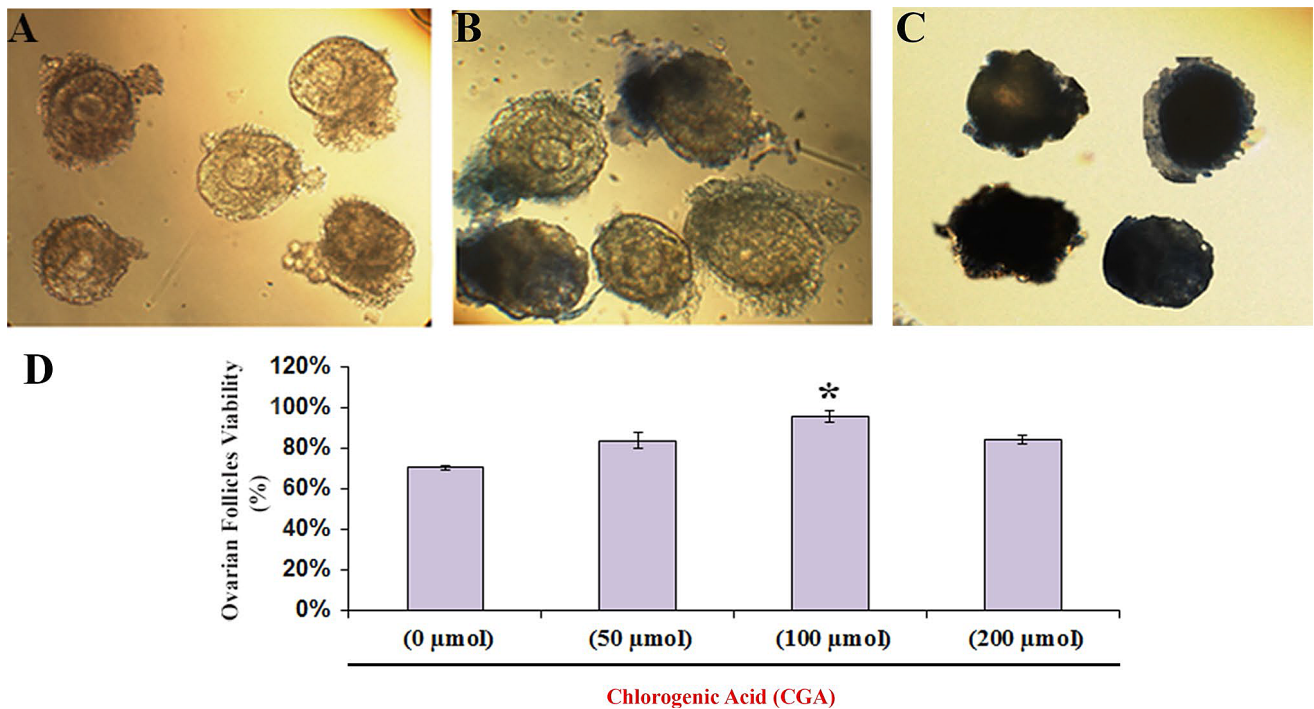 A
B
C
D
Ovarian Follicles Viability
(%)
120%
100%
80%
60%
40%
20%
0%
*
(0 μmol)
(50 μmol)
(100 μmol)
(200 μmol)
Chlorogenic Acid (CGA)